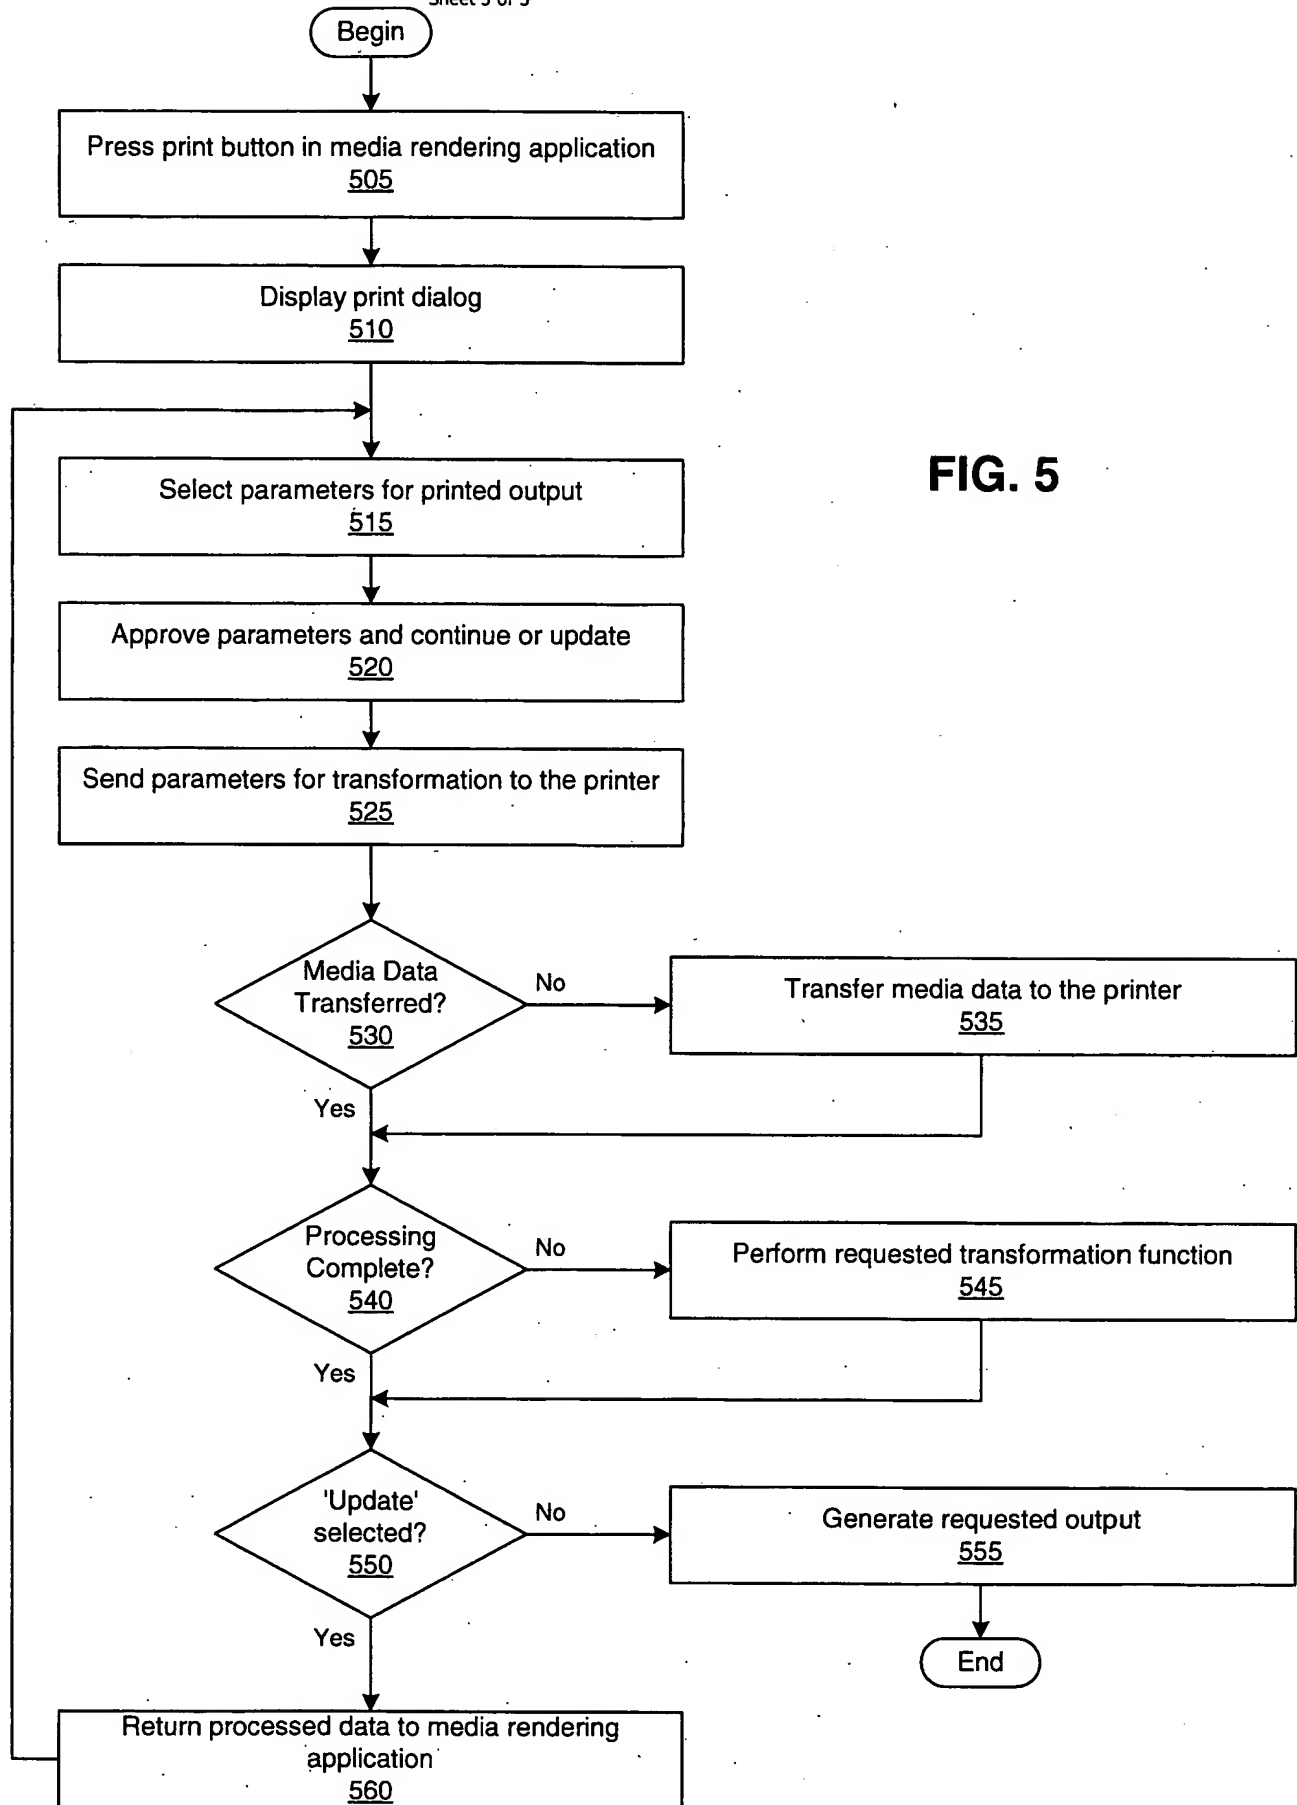 Sheet 5 of 5
Begin
Press print button in media rendering application
505
Display print dialog
510
Select parameters for printed output
515
FIG. 5
Approve parameters and continue or update
520
Send parameters for transformation to the printer
525
Media Data
Transferred?
530
No
Transfer media data to the printer
535
Yes
Processing
Complete?
540
No
Perform requested transformation function
545
Yes
'Update'
selected?
550
No
Generate requested output
555
Yes
End
Return processed data to media rendering
application
560